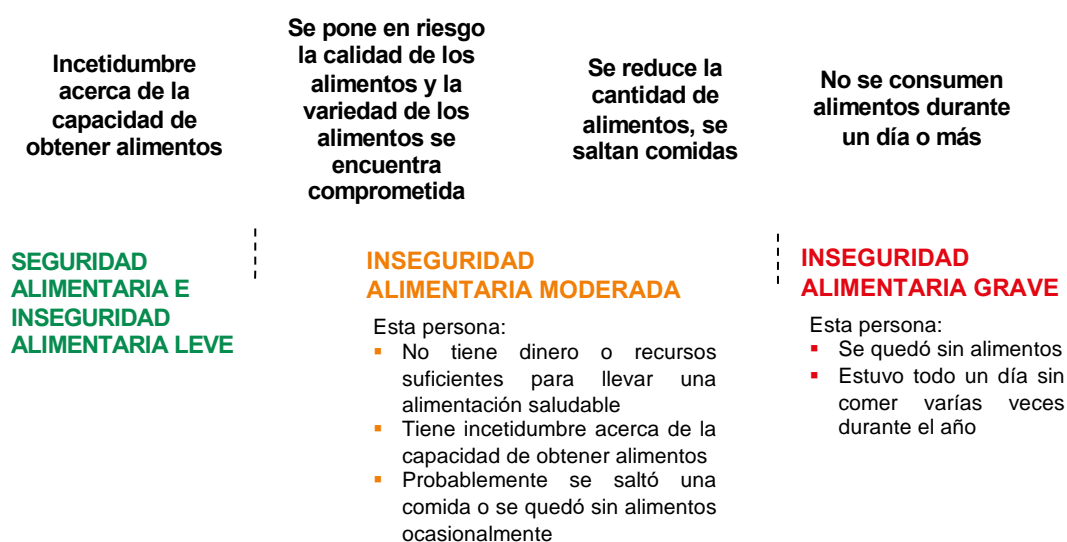 Incetidumbre
acerca de la
capacidad de
obtener alimentos
Se pone en riesgo
la calidad de los
alimentos y la
variedad de los
alimentos se
encuentra
comprometida
Se reduce la
cantidad de
alimentos, se
saltan comidas
No se consumen
alimentos durante
un día o más
SEGURIDAD
ALIMENTARIA E
INSEGURIDAD
ALIMENTARIA LEVE
INSEGURIDAD
ALIMENTARIA MODERADA
Esta persona:
▪ No tiene dinero o recursos
suficientes para llevar una
alimentación saludable
▪ Tiene incetidumbre acerca de la
capacidad de obtener alimentos
▪ Probablemente se saltó una
comida o se quedó sin alimentos
ocasionalmente
INSEGURIDAD
ALIMENTARIA GRAVE
Esta persona:
▪ Se quedó sin alimentos
▪ Estuvo todo un día sin
comer varías veces
durante el año